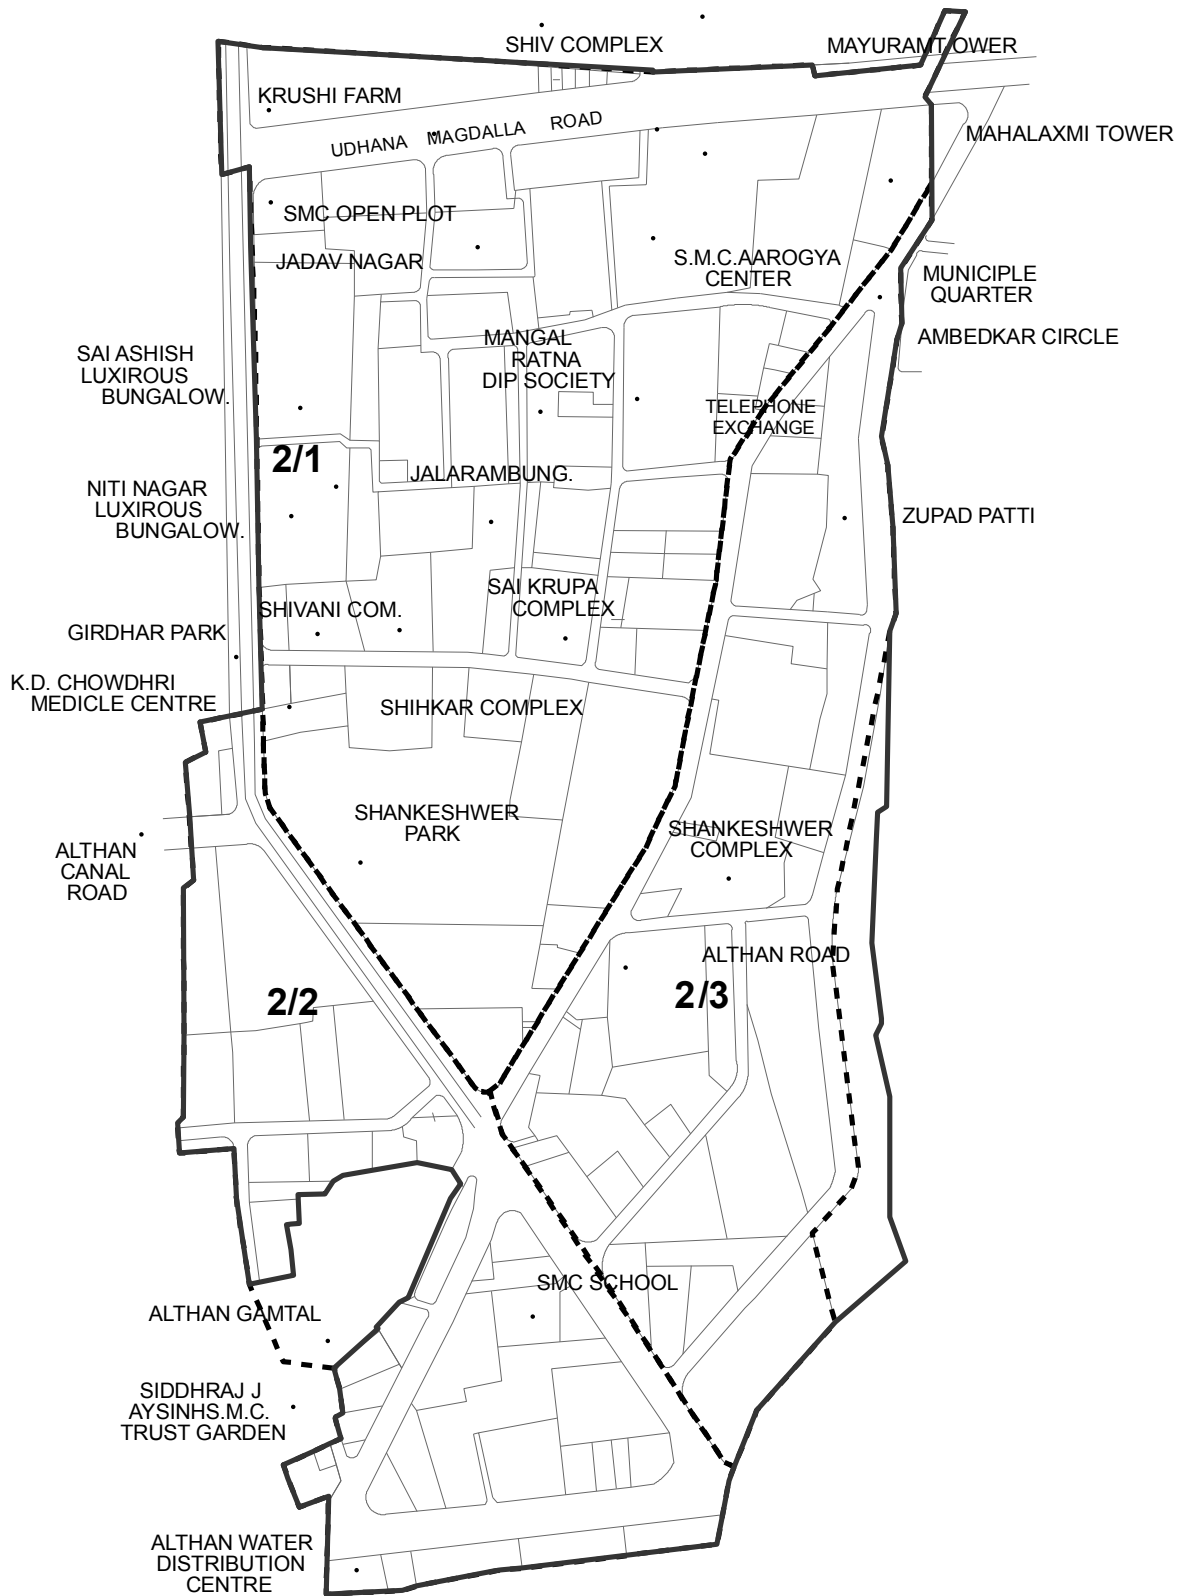 SHIV COMPLEX
MAYURAMT OWER
KRUSHI FARM
UDHANA MAGDALLA ROAD
MAHALAXMI TOWER
SMC OPEN PLOT
JADAV NAGAR
S.M.C.AAROGYA
CENTER
MUNICIPLE
QUARTER
AMBEDKAR CIRCLE
MANGAL
RATNA
DIP SOCIETY
SAI ASHISH
LUXIROUS
BUNGALOW.
TELEPHONE
EXCHANGE
2/1
JALARAMBUNG.
NITI NAGAR
LUXIROUS
BUNGALOW.
ZUPAD PATTI
SAI KRUPA
COMPLEX
SHIVANI COM.
GIRDHAR PARK
K.D. CHOWDHRI
MEDICLE CENTRE
SHIHKAR COMPLEX
SHANKESHWER
PARK
SHANKESHWER
COMPLEX
ALTHAN
CANAL
ROAD
ALTHAN ROAD
2/2
2/3
SMC SCHOOL
ALTHAN GAMTAL
SIDDHRAJ J
AYSINHS.M.C.
TRUST GARDEN
ALTHAN WATER
DISTRIBUTION
CENTRE